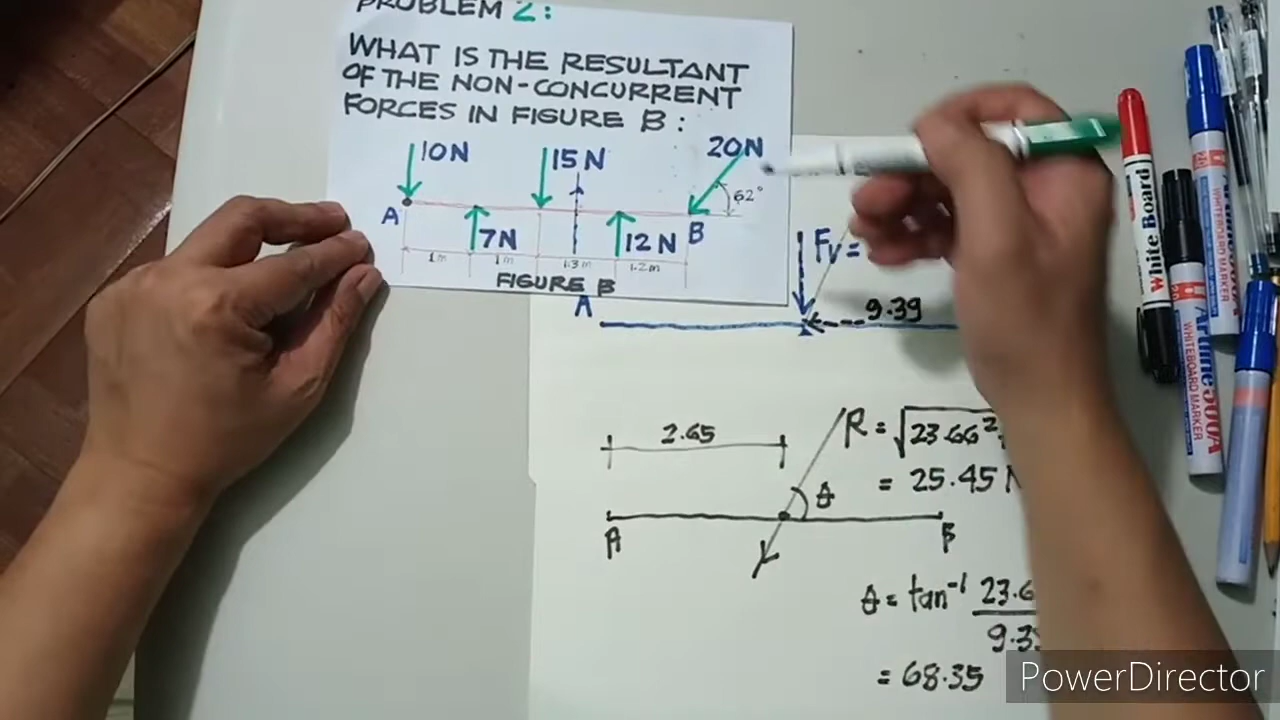 PROBLEM 2:
WHAT IS THE RESULTANT
OF THE NON-CONCURRENT
FORCES IN FIGURE B:
10N
15 N
20N
62°
A
7N
12 N
B
1m
1m
1.3m
1.2m
FIGURE B
A
Fv=
9.39
2.65
R = √23.66²
= 25.45 N
θ
A
B
θ = tan⁻¹ 23.6
9.3
= 68.35
White Board
WHITEBOARD MARKER
Artline 500A
WHITEBOARD MARKER
PowerDirector